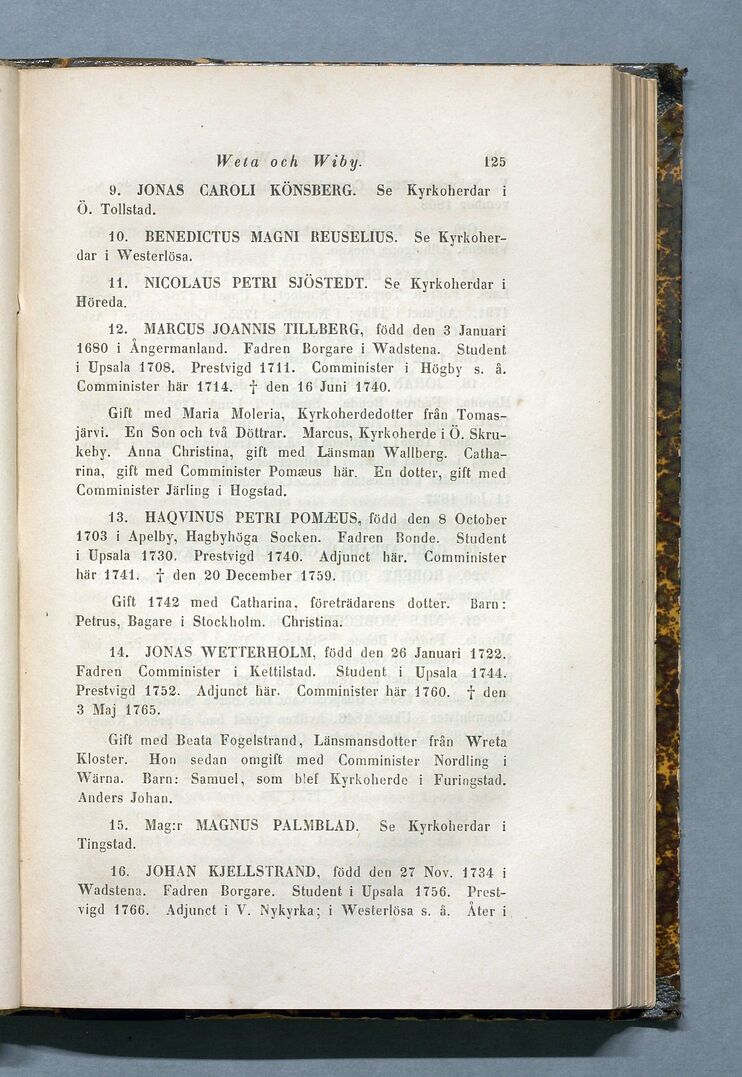 Weta och Wiby. 125
9. JONAS CAROLI KÖNSBERG. Se Kyrkoherdar i
Ö. Tollstad.
10. BENEDICTUS MAGNI REUSELIUS. Se Kyrkoher-
dar i Westerlösa.
11. NICOLAUS PETRI SJÖSTEDT. Se Kyrkoherdar i
Höreda.
12. MARCUS JOANNIS TILLBERG, född den 3 Januari
1680 i Ångermanland. Fadren Borgare i Wadstena. Student
i Upsala 1708. Prestvigd 1711. Comminister i Högby s. å.
Comminister här 1714. † den 16 Juni 1740.
Gift med Maria Moleria, Kyrkoherdedotter från Tomas-
järvi. En Son och två Döttrar. Marcus, Kyrkoherde i Ö. Skru-
keby. Anna Christina, gift med Länsman Wallberg. Catha-
rina, gift med Comminister Pomæus här. En dotter, gift med
Comminister Järling i Hogstad.
13. HAQVINUS PETRI POMÆUS, född den 8 October
1703 i Apelby, Hagbyhöga Socken. Fadren Bonde. Student
i Upsala 1730. Prestvigd 1740. Adjunct här. Comminister
här 1741. † den 20 December 1759.
Gift 1742 med Catharina, företrädarens dotter. Barn:
Petrus, Bagare i Stockholm. Christina.
14. JONAS WETTERHOLM, född den 26 Januari 1722.
Fadren Comminister i Kettilstad. Student i Upsala 1744.
Prestvigd 1752. Adjunct här. Comminister här 1760. † den
3 Maj 1765.
Gift med Beata Fogelstrand, Länsmansdotter från Wreta
Kloster. Hon sedan omgift med Comminister Nordling i
Wärna. Barn: Samuel, som blef Kyrkoherde i Furingstad.
Anders Johan.
15. Mag:r MAGNUS PALMBLAD. Se Kyrkoherdar i
Tingstad.
16. JOHAN KJELLSTRAND, född den 27 Nov. 1734 i
Wadstena. Fadren Borgare. Student i Upsala 1756. Prest-
vigd 1766. Adjunct i V. Nykyrka; i Westerlösa s. å. Åter i